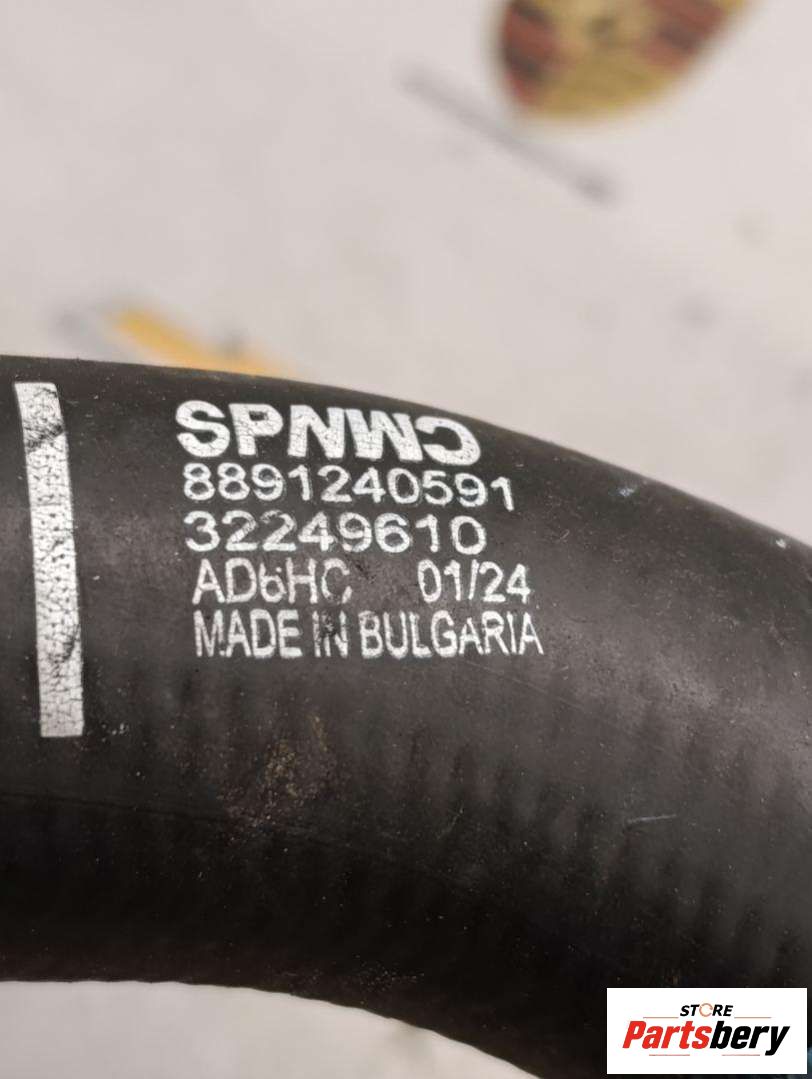 SPNWC
8891240591
32249610
AD6HC 01/24
MADE IN BULGARIA
STORE
Partsbery